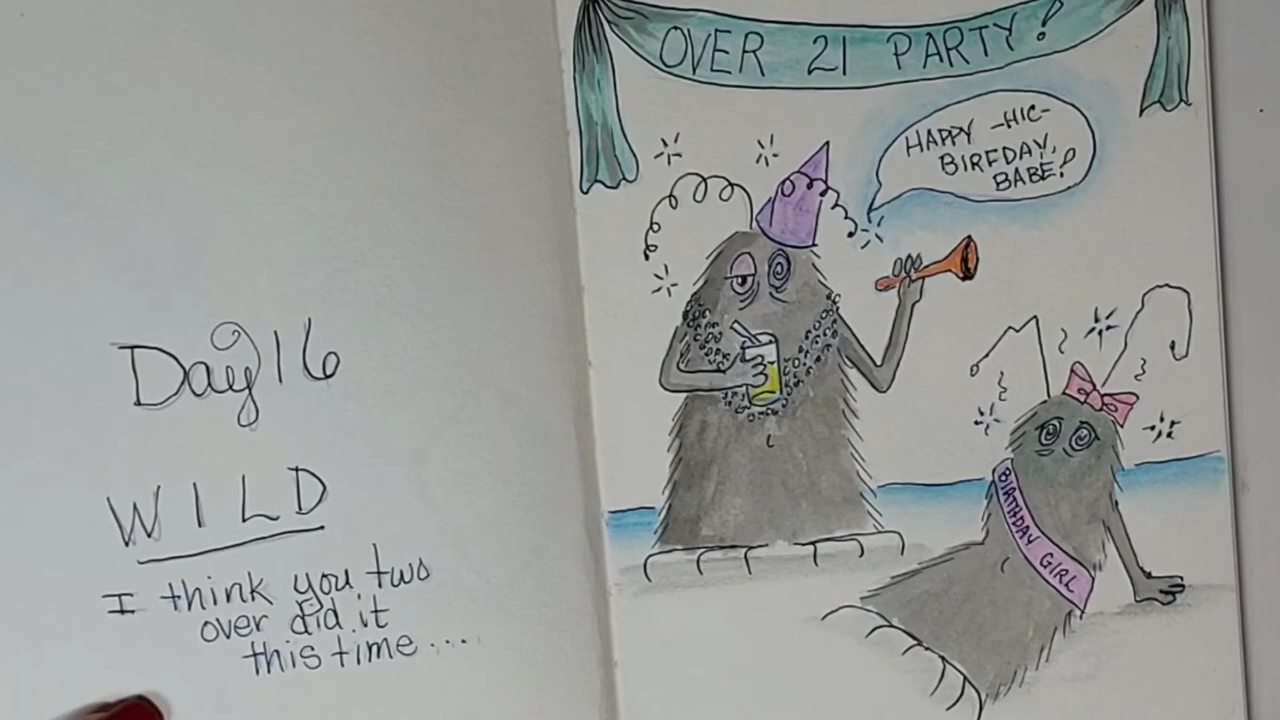 Day 16
WILD
I think you two
over did it
this time....
OVER 21 PARTY!
HAPPY -HIC-
BIRFDAY,
BABE!
BIRTHDAY GIRL